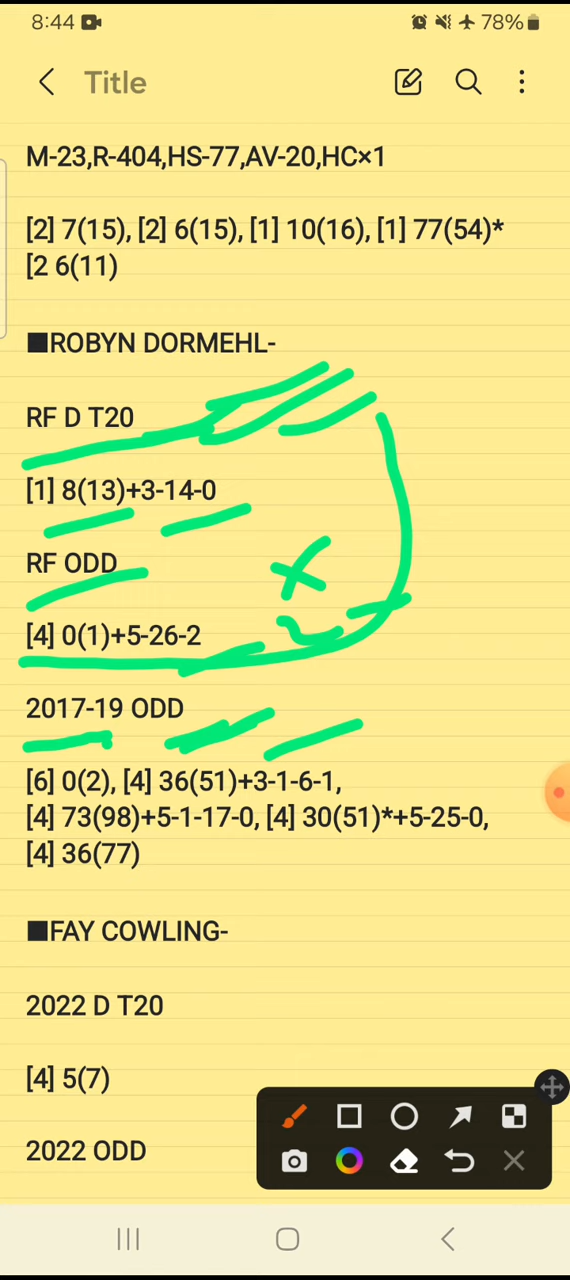 8:44
78%
Title
M-23,R-404,HS-77,AV-20,HC×1
[2] 7(15), [2] 6(15), [1] 10(16), [1] 77(54)*
[2 6(11)
■ROBYN DORMEHL-
RF D T20
[1] 8(13)+3-14-0
RF ODD
[4] 0(1)+5-26-2
2017-19 ODD
[6] 0(2), [4] 36(51)+3-1-6-1,
[4] 73(98)+5-1-17-0, [4] 30(51)*+5-25-0,
[4] 36(77)
■FAY COWLING-
2022 D T20
[4] 5(7)
2022 ODD